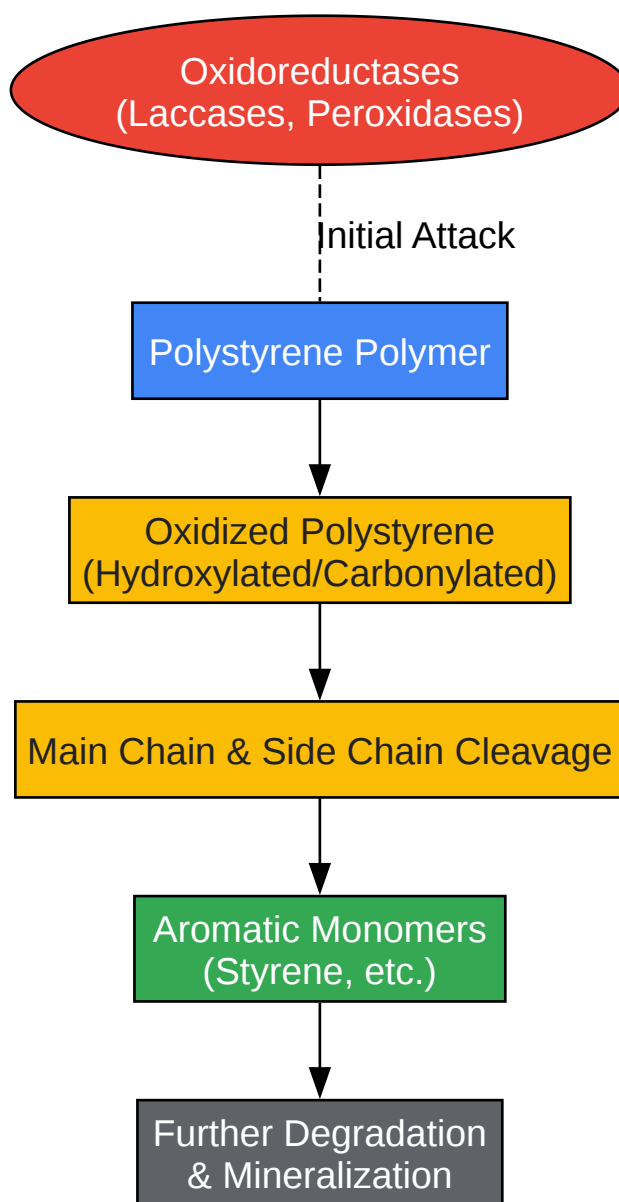 Oxidoreductases
(Laccases, Peroxidases)
Initial Attack
Polystyrene Polymer
Oxidized Polystyrene
(Hydroxylated/Carbonylated)
Main Chain & Side Chain Cleavage
Aromatic Monomers
(Styrene, etc.)
Further Degradation
& Mineralization